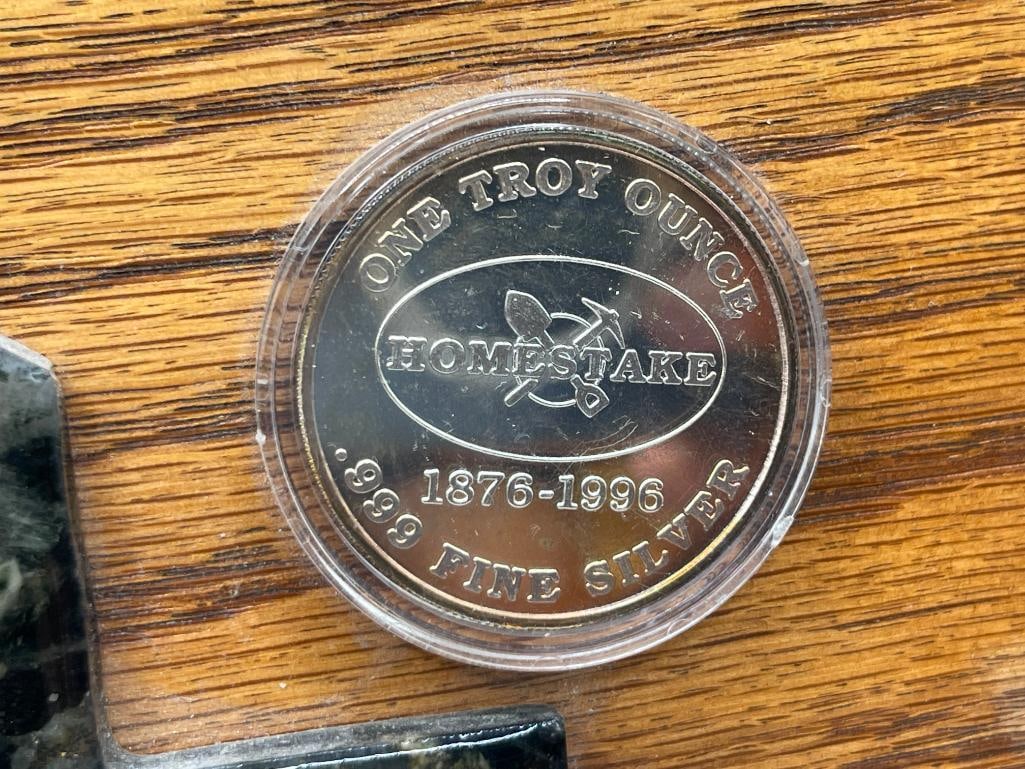 ONE TROY OUNCE
HOMESTAKE
1876-1996
.999 FINE SILVER